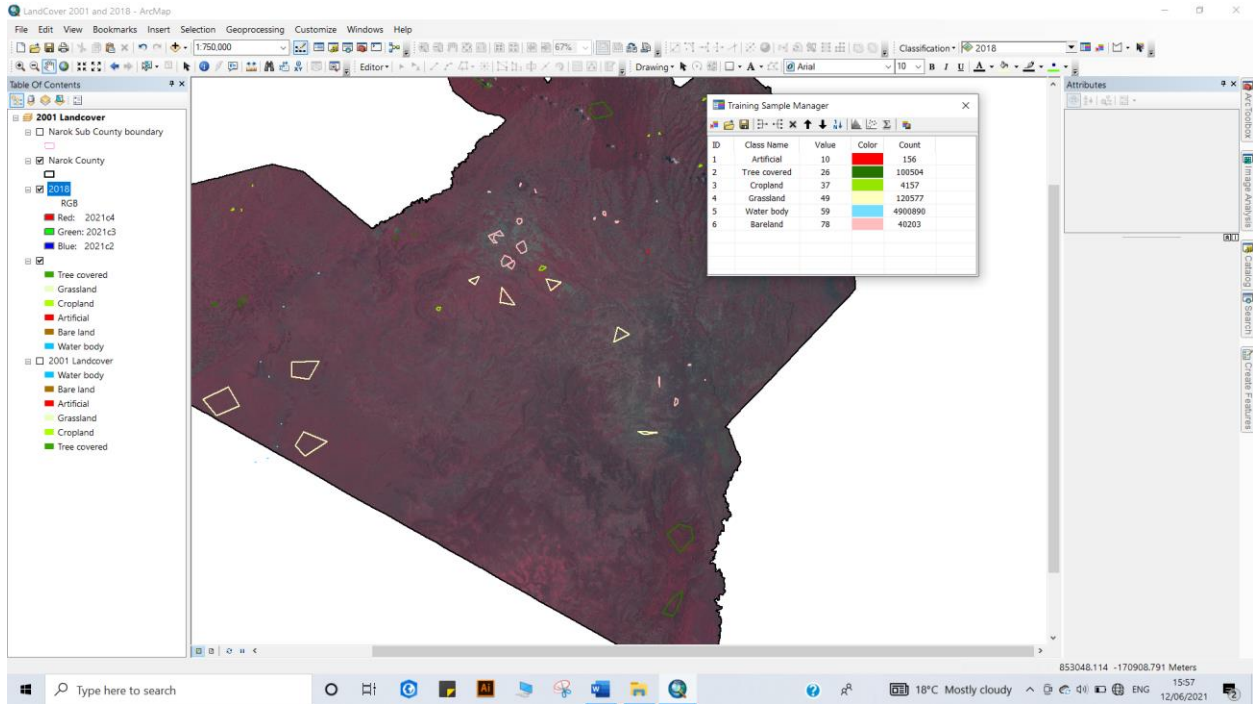 LandCover 2001 and 2018 - ArcMap
File Edit View Bookmarks Insert Selection Geoprocessing Customize Windows Help
1:750,000 67% Classification 2018
Editor Drawing Arial 10 B I U A
Table Of Contents
2001 Landcover
Narok Sub County boundary
Narok County
2018
RGB
Red: 2021c4
Green: 2021c3
Blue: 2021c2
Tree covered
Grassland
Cropland
Artificial
Bare land
Water body
2001 Landcover
Water body
Bare land
Artificial
Grassland
Cropland
Tree covered
Training Sample Manager
ID Class Name Value Color Count
1 Artificial 10 156
2 Tree covered 26 100504
3 Cropland 37 4157
4 Grassland 49 120577
5 Water body 59 4900890
6 Bareland 78 40203
Attributes
ArcToolbox
Image Analysis
Catalog
Search
Create Features
853048.114 -170908.791 Meters
Type here to search
Ai
W
18°C Mostly cloudy
ENG
15:57
12/06/2021
2